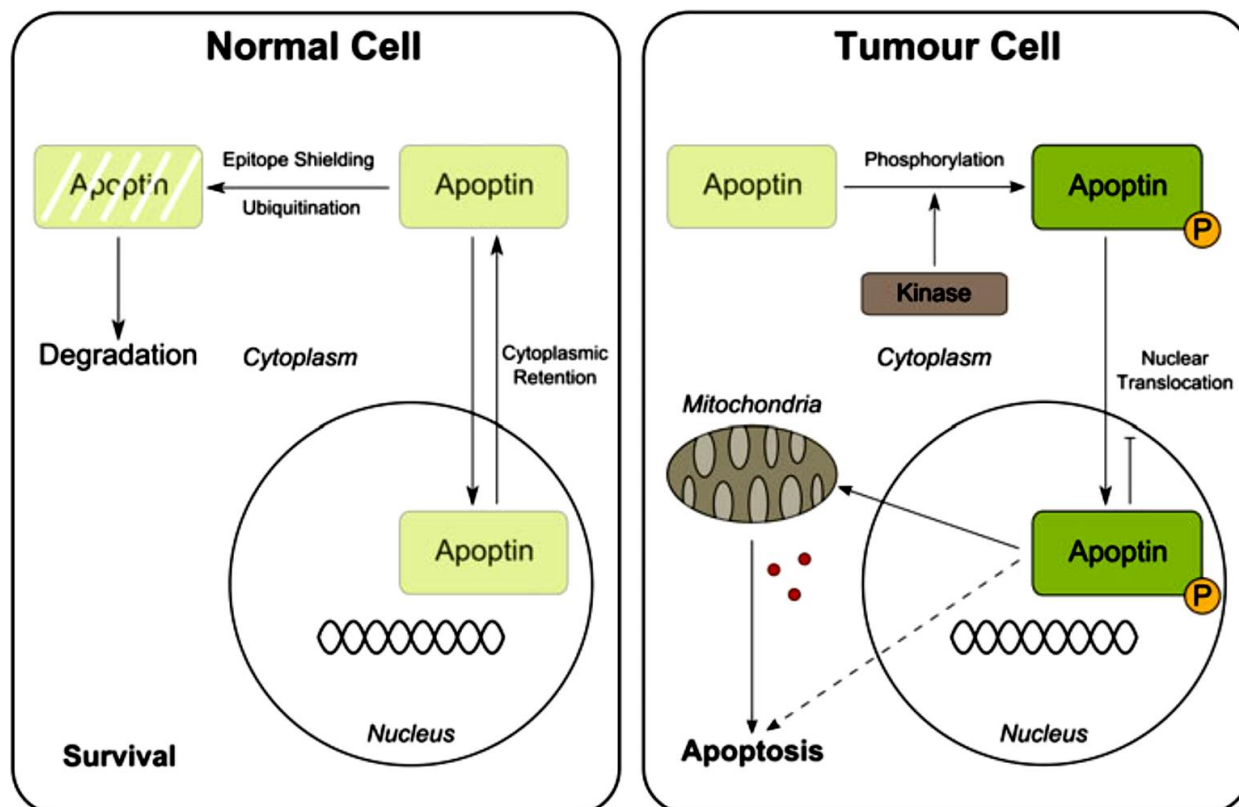 Normal Cell
Apoptin
Epitope Shielding
Ubiquitination
Apoptin
Degradation
Cytoplasm
Cytoplasmic
Retention
Apoptin
Nucleus
Survival
Tumour Cell
Apoptin
Phosphorylation
Apoptin
P
Kinase
Cytoplasm
Nuclear
Translocation
Mitochondria
Apoptin
P
Apoptosis
Nucleus